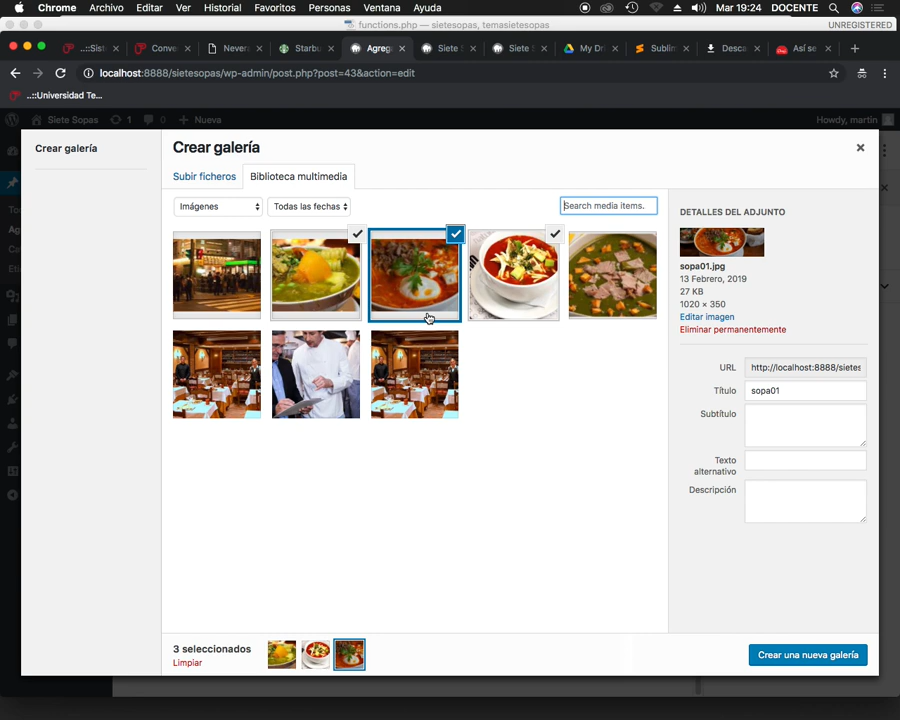 Chrome Archivo Editar Ver Historial Favoritos Personas Ventana Ayuda Mar 19:24 DOCENTE
functions.php — sietesopas, temasietesopas UNREGISTERED
..::Sist Conver Never Starbu Agrega Siete Siete S My Dr Sublim Desca Así se
localhost:8888/sietesopas/wp-admin/post.php?post=43&action=edit
..::Universidad Te...
Siete Sopas 1 0 Nueva Howdy, martin
Crear galería
Crear galería
Subir ficheros Biblioteca multimedia
Imágenes Todas las fechas Search media items.
DETALLES DEL ADJUNTO
sopa01.jpg
13 Febrero, 2019
27 KB
1020 × 350
Editar imagen
Eliminar permanentemente
URL http://localhost:8888/sietes
Título sopa01
Subtítulo
Texto
alternativo
Descripción
3 seleccionados
Limpiar
Crear una nueva galería